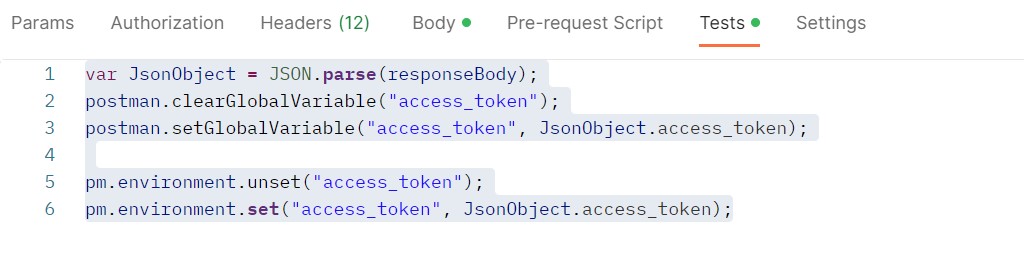 Params Authorization Headers (12) Body Pre-request Script Tests Settings
1 var JsonObject = JSON.parse(responseBody);
2 postman.clearGlobalVariable("access_token");
3 postman.setGlobalVariable("access_token", JsonObject.access_token);
4
5 pm.environment.unset("access_token");
6 pm.environment.set("access_token", JsonObject.access_token);